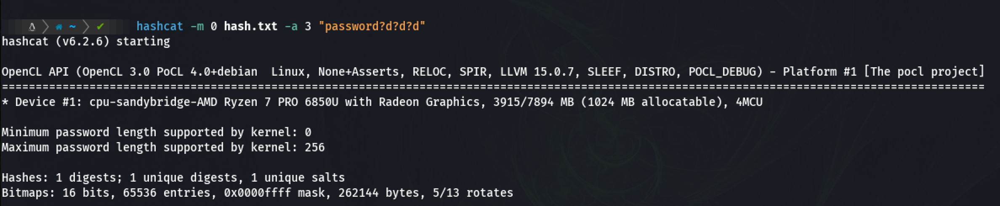 ~ hashcat -m 0 hash.txt -a 3 "password?d?d?d"
hashcat (v6.2.6) starting
OpenCL API (OpenCL 3.0 PoCL 4.0+debian  Linux, None+Asserts, RELOC, SPIR, LLVM 15.0.7, SLEEF, DISTRO, POCL_DEBUG) - Platform #1 [The pocl project]
==================================================================================================================================================
* Device #1: cpu-sandybridge-AMD Ryzen 7 PRO 6850U with Radeon Graphics, 3915/7894 MB (1024 MB allocatable), 4MCU
Minimum password length supported by kernel: 0
Maximum password length supported by kernel: 256
Hashes: 1 digests; 1 unique digests, 1 unique salts
Bitmaps: 16 bits, 65536 entries, 0x0000ffff mask, 262144 bytes, 5/13 rotates